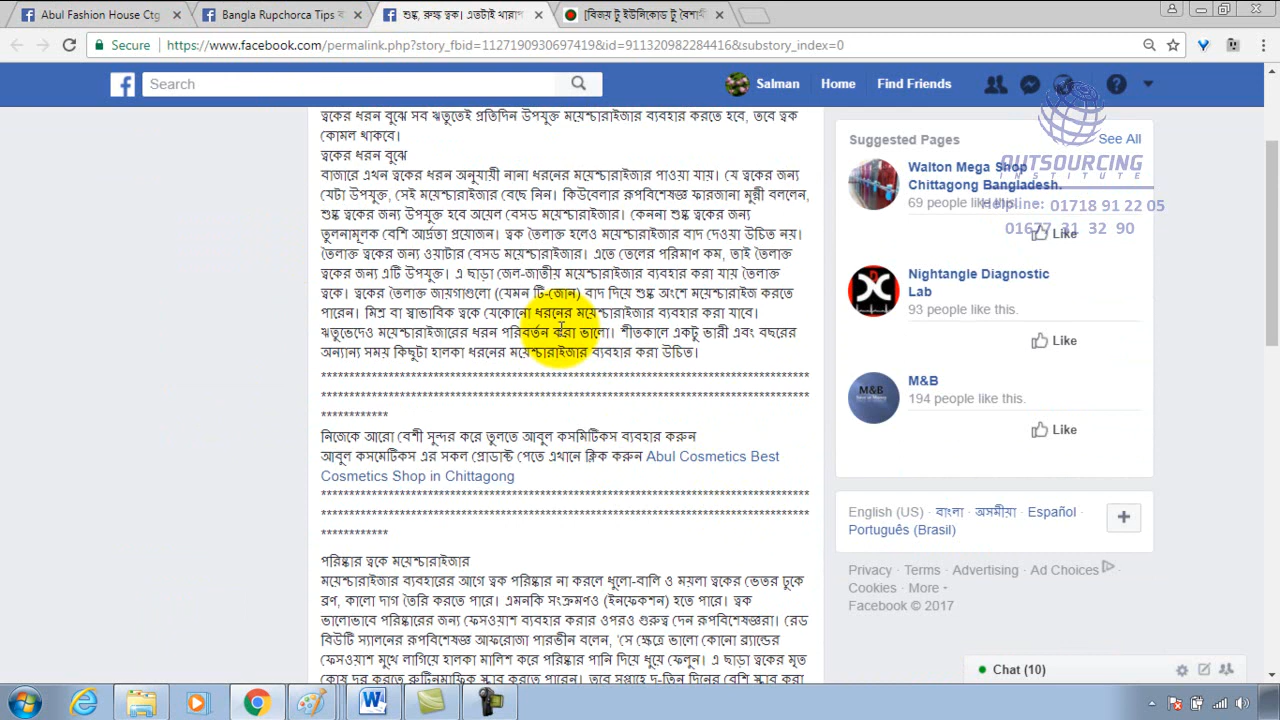 Abul Fashion House Ctg
Bangla Rupchorca Tips ব
শুষ্ক, রুক্ষ ত্বক। এতটাই খারাপ
[বিজয় টু ইউনিকোড টু বৈশাখী
Secure
https://www.facebook.com/permalink.php?story_fbid=1127190930697419&id=911320982284416&substory_index=0
Search
Salman
Home
Find Friends
ত্বকের ধরন বুঝে সব ঋতুতেই প্রতিদিন উপযুক্ত ময়েশ্চারাইজার ব্যবহার করতে হবে, তবে ত্বক
কোমল থাকবে।
ত্বকের ধরন বুঝে
বাজারে এখন ত্বকের ধরন অনুযায়ী নানা ধরনের ময়েশ্চারাইজার পাওয়া যায়। যে ত্বকের জন্য
যেটা উপযুক্ত, সেই ময়েশ্চারাইজার বেছে নিন। কিউবেলার রূপবিশেষজ্ঞ ফারজানা মুন্নী বললেন,
শুষ্ক ত্বকের জন্য উপযুক্ত হবে অয়েল বেসড ময়েশ্চারাইজার। কেননা শুষ্ক ত্বকের জন্য
তুলনামূলক বেশি আর্দ্রতা প্রয়োজন। ত্বক তৈলাক্ত হলেও ময়েশ্চারাইজার বাদ দেওয়া উচিত নয়।
তৈলাক্ত ত্বকের জন্য ওয়াটার বেসড ময়েশ্চারাইজার। এতে তেলের পরিমাণ কম, তাই তৈলাক্ত
ত্বকের জন্য এটি উপযুক্ত। এ ছাড়া জেল-জাতীয় ময়েশ্চারাইজার ব্যবহার করা যায় তৈলাক্ত
ত্বকে। ত্বকের তৈলাক্ত জায়গাগুলো (যেমন টি-জোন) বাদ দিয়ে শুষ্ক অংশে ময়েশ্চারাইজ করতে
পারেন। মিশ্র বা স্বাভাবিক ত্বকে যেকোনো ধরনের ময়েশ্চারাইজার ব্যবহার করা যাবে।
ঋতুভেদেও ময়েশ্চারাইজারের ধরন পরিবর্তন করা ভালো। শীতকালে একটু ভারী এবং বছরের
অন্যান্য সময় কিছুটা হালকা ধরনের ময়েশ্চারাইজার ব্যবহার করা উচিত।
*********************************************************************************
*********************************************************************************
************
নিজেকে আরো বেশী সুন্দর করে তুলতে আবুল কসমিটিকস ব্যবহার করুন
আবুল কসমেটিকস এর সকল প্রোডাক্ট পেতে এখানে ক্লিক করুন Abul Cosmetics Best
Cosmetics Shop in Chittagong
*********************************************************************************
*********************************************************************************
************
পরিষ্কার ত্বকে ময়েশ্চারাইজার
ময়েশ্চারাইজার ব্যবহারের আগে ত্বক পরিষ্কার না করলে ধুলো-বালি ও ময়লা ত্বকের ভেতর ঢুকে
ব্রণ, কালো দাগ তৈরি করতে পারে। এমনকি সংক্রমণও (ইনফেকশন) হতে পারে। ত্বক
ভালোভাবে পরিষ্কারের জন্য ফেসওয়াশ ব্যবহার করার ওপরও গুরুত্ব দেন রূপবিশেষজ্ঞরা। রেড
বিউটি স্যালনের রূপবিশেষজ্ঞ আফরোজা পারভীন বলেন, ‘সে ক্ষেত্রে ভালো কোনো ব্র্যান্ডের
ফেসওয়াশ মুখে লাগিয়ে হালকা মালিশ করে পরিষ্কার পানি দিয়ে ধুয়ে ফেলুন। এ ছাড়া ত্বকের মৃত
কোষ দূর করতে রুটিনমাফিক স্ক্রাব করতে পারেন। তবে সপ্তাহে দু-তিন দিনের বেশি স্ক্রাব করা
Suggested Pages
See All
Walton Mega Shop
Chittagong Bangladesh.
69 people like this.
Like
Nightangle Diagnostic
Lab
93 people like this.
Like
M&B
M&B
194 people like this.
Like
OUTSOURCING
INSTITUTE
Helpline: 01718 91 22 05
01677 31 32 90
English (US) · বাংলা · অসমীয়া · Español ·
Português (Brasil)
Privacy · Terms · Advertising · Ad Choices ·
Cookies · More
Facebook © 2017
Chat (10)
7:20 PM